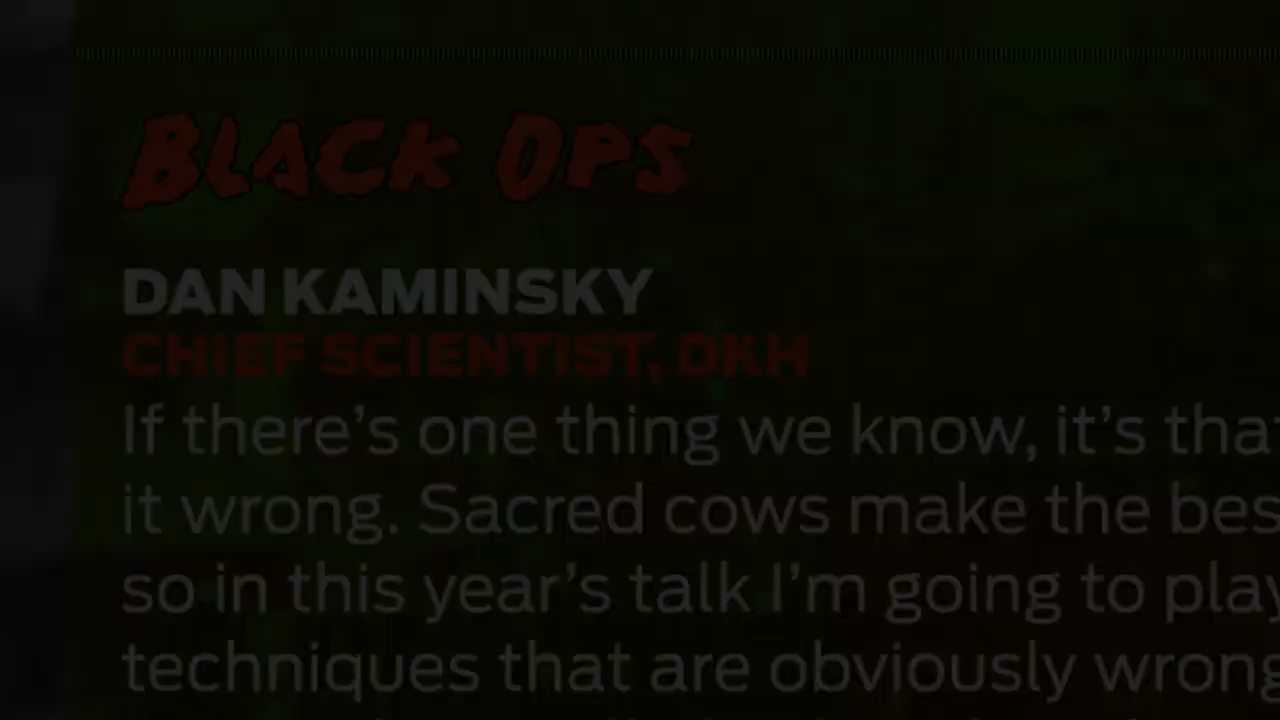 BLACK OPS
DAN KAMINSKY
CHIEF SCIENTIST, DKH
If there's one thing we know, it's that
it wrong. Sacred cows make the bes
so in this year's talk I'm going to play
techniques that are obviously wrong